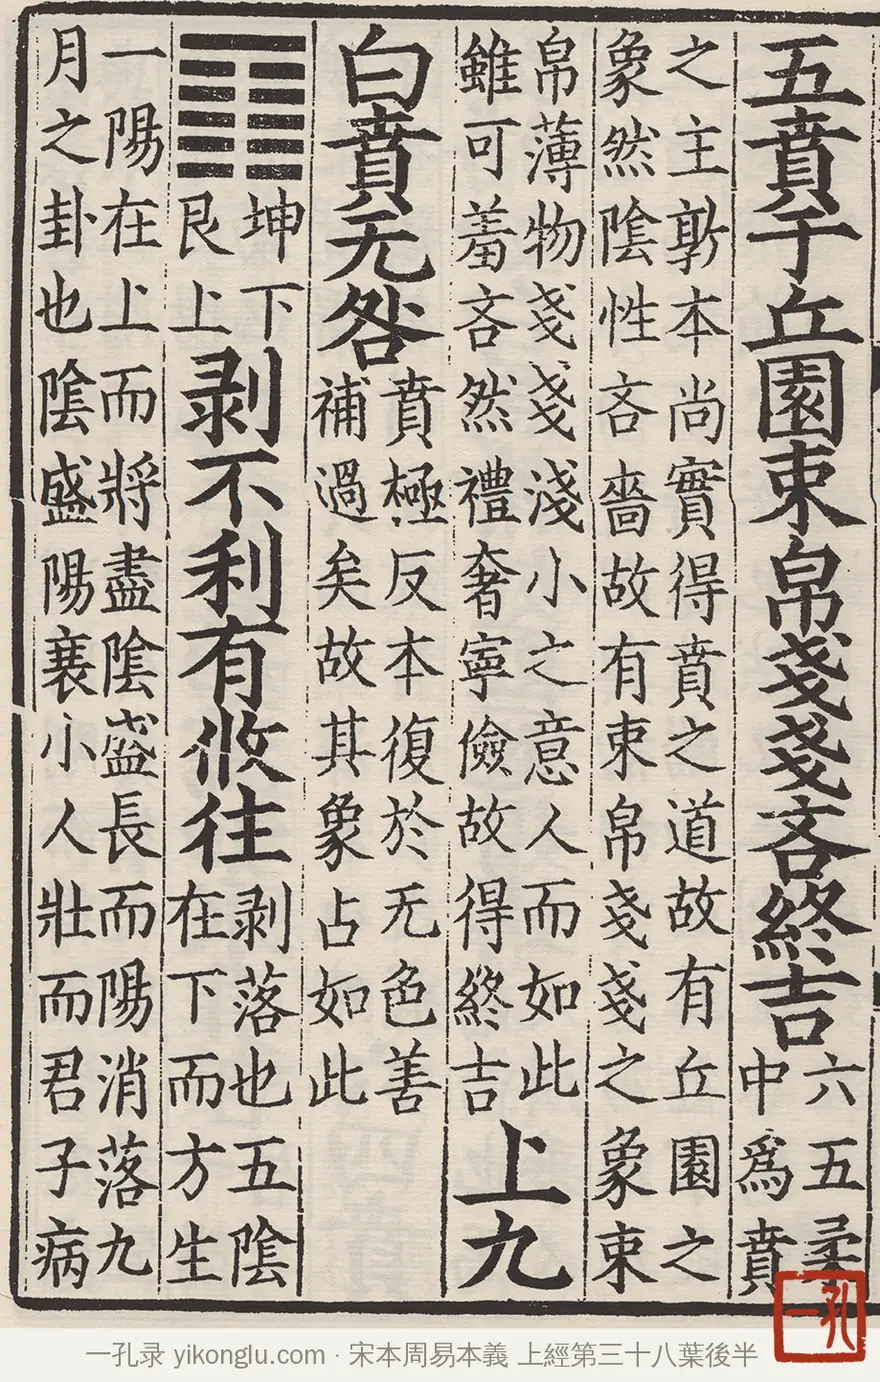 五賁于丘園束帛戔戔吝終吉六五柔中爲賁
之主敦本尚實得賁之道故有丘園之
象然陰性吝嗇故有束帛戔戔之象束
帛薄物戔戔淺小之意人而如此
雖可羞吝然禮奢寧儉故得終吉
上九
白賁无咎
賁極反本復於无色善
補過矣故其象占如此
坤下
艮上
剥不利有攸往
剥落也五陰
在下而方生
一陽在上而將盡陰盛長而陽消落九
月之卦也陰盛陽衰小人壯而君子病
一孔
一孔录 yikonglu.com · 宋本周易本義 上經第三十八葉後半